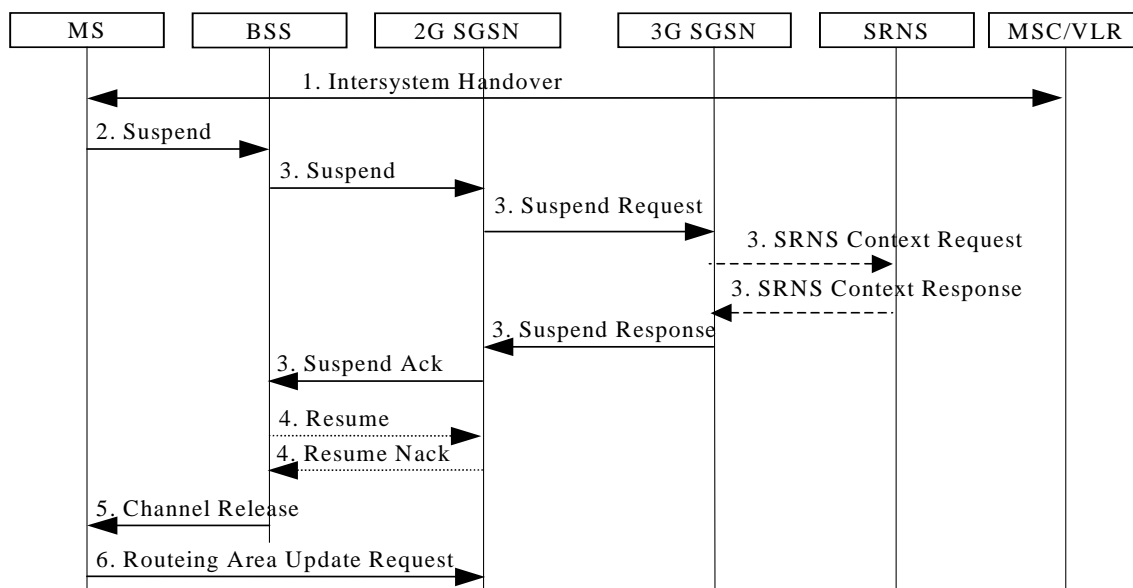 MS BSS 2G SGSN 3G SGSN SRNS MSC/VLR
1. Intersystem Handover
2. Suspend
3. Suspend
3. Suspend Request
3. SRNS Context Request
3. SRNS Context Response
3. Suspend Response
3. Suspend Ack
4. Resume
4. Resume Nack
5. Channel Release
6. Routeing Area Update Request